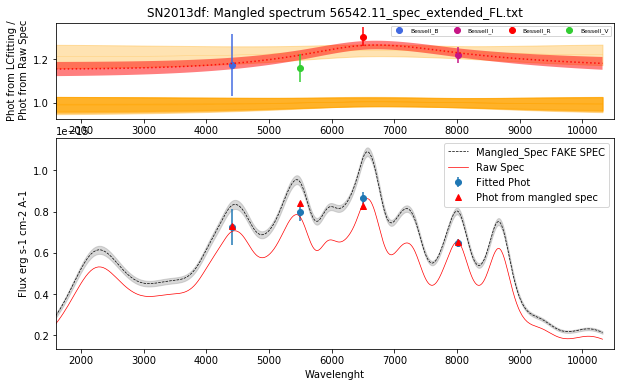 SN2013df: Mangled spectrum 56542.11_spec_extended_FL.txt
Phot from LCfitting /
Phot from Raw Spec
1.2
1.0
Bessell_B
Bessell_I
Bessell_R
Bessell_V
2000 3000 4000 5000 6000 7000 8000 9000 10000
Flux erg s-1 cm-2 A-1
1.0
0.8
0.6
0.4
0.2
Mangled_Spec FAKE SPEC
Raw Spec
Fitted Phot
Phot from mangled spec
2000 3000 4000 5000 6000 7000 8000 9000 10000
Wavelenght